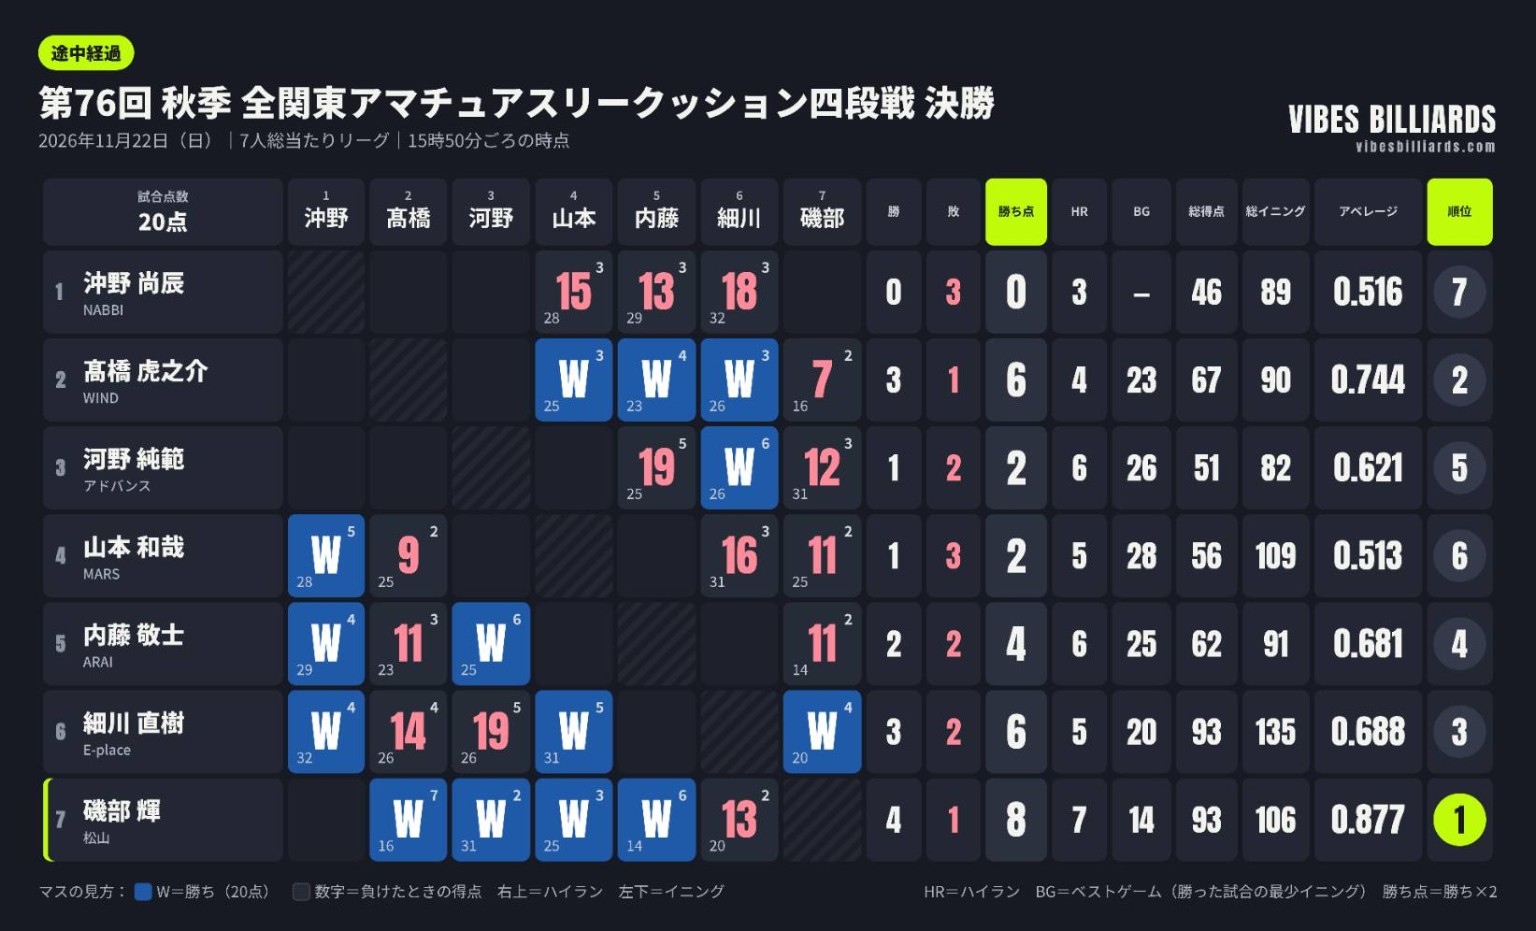 途中経過
第76回 秋季 全関東アマチュアスリークッション四段戦 決勝
2026年11月22日（日）｜7人総当たりリーグ｜15時50分ごろの時点
VIBES BILLIARDS
vibesbilliards.com
試合点数 20点 1 沖野 2 髙橋 3 河野 4 山本 5 内藤 6 細川 7 磯部 勝 敗 勝ち点 HR BG 総得点 総イニング アベレージ 順位
1 沖野 尚辰 NABBI 15 3 28 13 3 29 18 3 32 0 3 0 3 – 46 89 0.516 7
2 髙橋 虎之介 WIND W 3 25 W 4 23 W 3 26 7 2 16 3 1 6 4 23 67 90 0.744 2
3 河野 純範 アドバンス 19 5 25 W 6 26 12 3 31 1 2 2 6 26 51 82 0.621 5
4 山本 和哉 MARS W 5 28 9 2 25 16 3 31 11 2 25 1 3 2 5 28 56 109 0.513 6
5 内藤 敬士 ARAI W 4 29 11 3 23 W 6 25 11 2 14 2 2 4 6 25 62 91 0.681 4
6 細川 直樹 E-place W 4 32 14 4 26 19 5 26 W 5 31 W 4 20 3 2 6 5 20 93 135 0.688 3
7 磯部 輝 松山 W 7 16 W 2 31 W 3 25 W 6 14 13 2 20 4 1 8 7 14 93 106 0.877 1
マスの見方： W＝勝ち（20点） 数字＝負けたときの得点 右上＝ハイラン 左下＝イニング
HR＝ハイラン BG＝ベストゲーム（勝った試合の最少イニング） 勝ち点＝勝ち×2